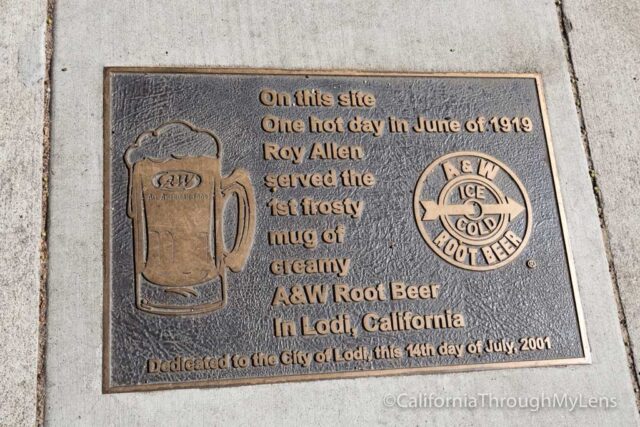 On this site
One hot day in June of 1919
Roy Allen
served the
1st frosty
mug of
creamy
A&W Root Beer
In Lodi, California
Dedicated to the City of Lodi, this 14th day of July, 2001
A&W
A&W
ICE
COLD
ROOT BEER
®
©CaliforniaThroughMyLens